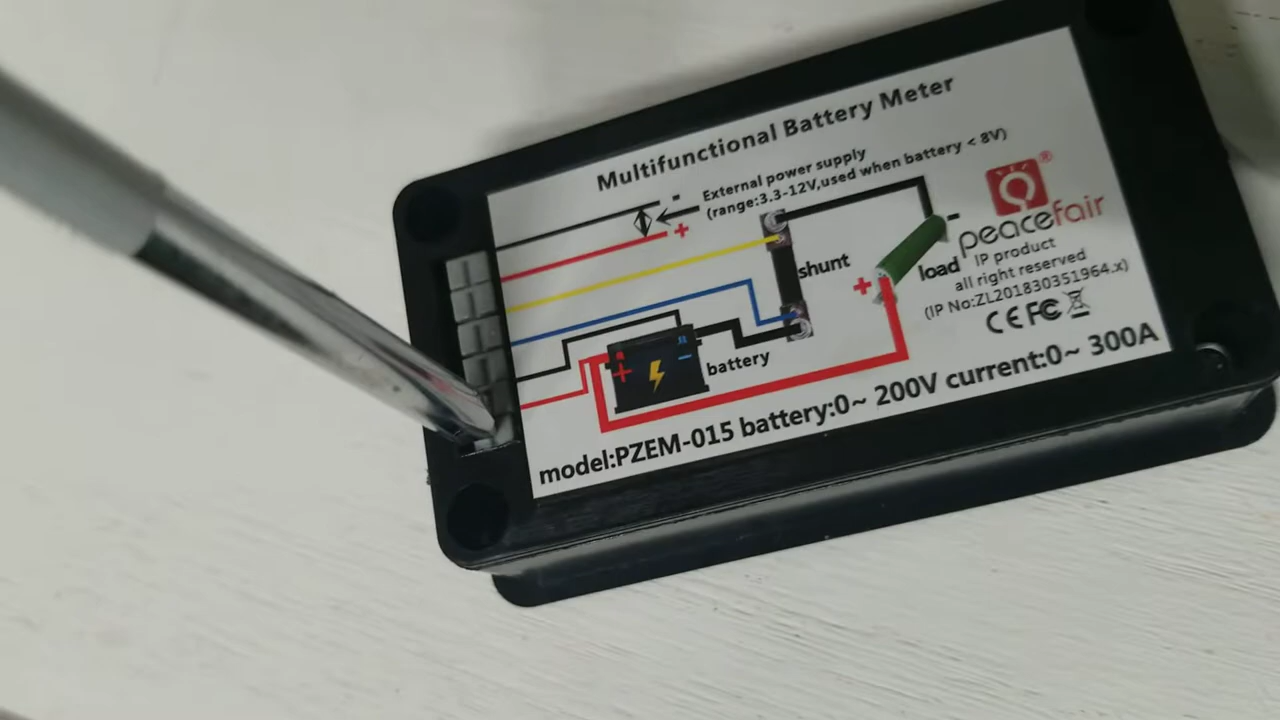 Multifunctional Battery Meter
- External power supply
+ (range:3.3-12V,used when battery < 8V)
®
peacefair
IP product
all right reserved
(IP No:ZL201830351964.x)
CE FC
shunt
load
-
+
battery
+ -
model:PZEM-015 battery:0~ 200V current:0~ 300A